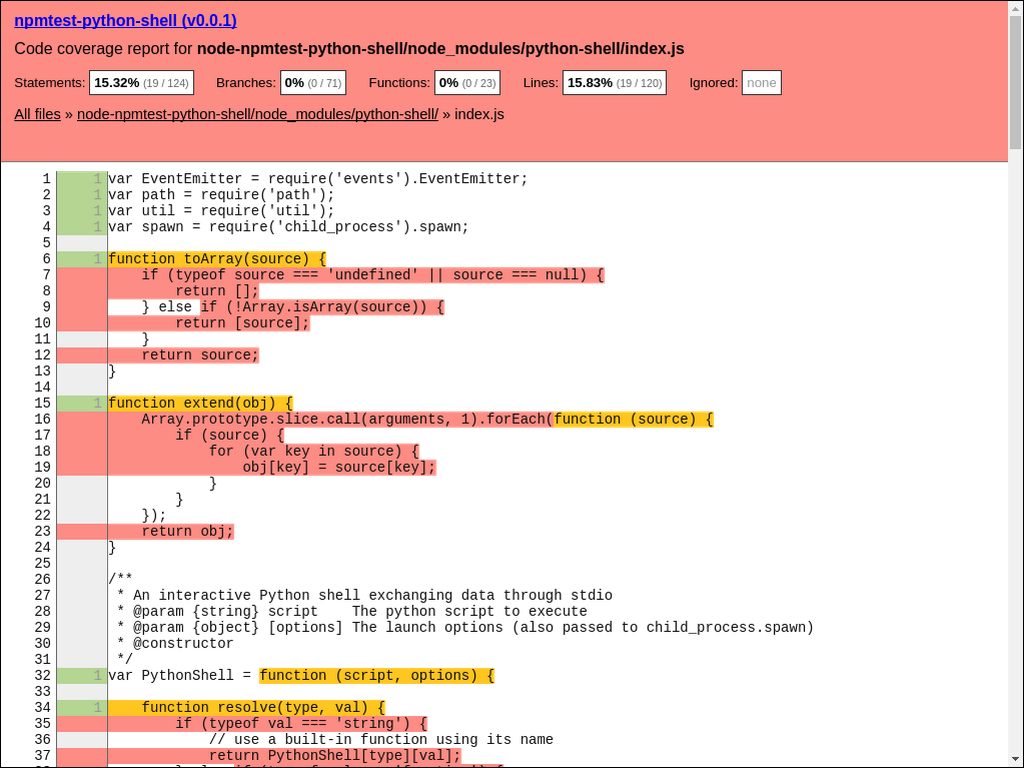 npmtest-python-shell (v0.0.1)
Code coverage report for node-npmtest-python-shell/node_modules/python-shell/index.js
Statements: 15.32% (19 / 124) Branches: 0% (0 / 71) Functions: 0% (0 / 23) Lines: 15.83% (19 / 120) Ignored: none
All files » node-npmtest-python-shell/node_modules/python-shell/ » index.js
1 1 var EventEmitter = require('events').EventEmitter;
2 1 var path = require('path');
3 1 var util = require('util');
4 1 var spawn = require('child_process').spawn;
5
6 1 function toArray(source) {
7     if (typeof source === 'undefined' || source === null) {
8         return [];
9     } else if (!Array.isArray(source)) {
10         return [source];
11     }
12     return source;
13 }
14
15 1 function extend(obj) {
16     Array.prototype.slice.call(arguments, 1).forEach(function (source) {
17         if (source) {
18             for (var key in source) {
19                 obj[key] = source[key];
20             }
21         }
22     });
23     return obj;
24 }
25
26 /**
27  * An interactive Python shell exchanging data through stdio
28  * @param {string} script    The python script to execute
29  * @param {object} [options] The launch options (also passed to child_process.spawn)
30  * @constructor
31  */
32 1 var PythonShell = function (script, options) {
33
34 1     function resolve(type, val) {
35         if (typeof val === 'string') {
36             // use a built-in function using its name
37             return PythonShell[type][val];